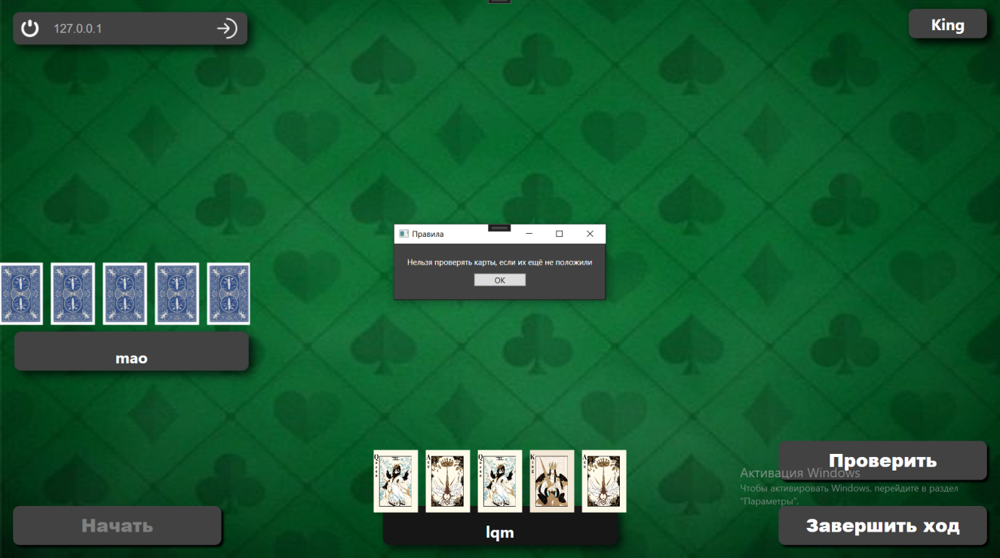 127.0.0.1
King
Правила
Нельзя проверять карты, если их ещё не положили
ОК
mao
Queen
Ace
Queen
King
Ace
Проверить
Активация Windows
Чтобы активировать Windows, перейдите в раздел
"Параметры".
Начать
lqm
Завершить ход